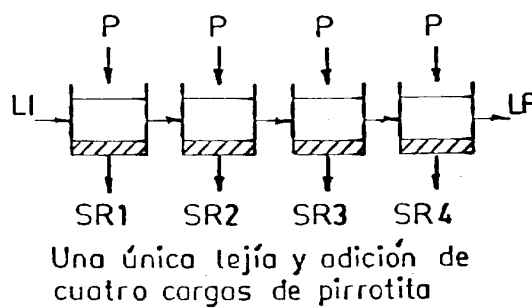 P P P P
LI LF
SR1 SR2 SR3 SR4
Una única lejía y adición de
cuatro cargas de pirrotita